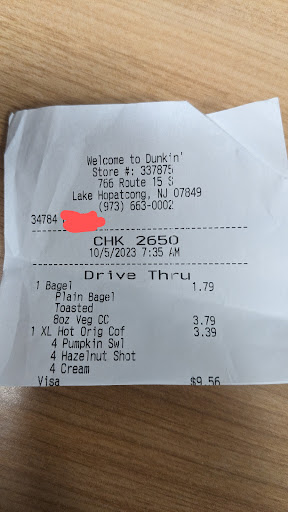 Welcome to Dunkin'
Store #: 337875
766 Route 15 S
Lake Hopatcong, NJ 07849
(973) 663-0002
34784
CHK 2650
10/5/2023 7:35 AM
Drive Thru
1 Bagel 1.79
Plain Bagel
Toasted
8oz Veg CC 3.79
1 XL Hot Orig Cof 3.39
4 Pumpkin Swl
4 Hazelnut Shot
4 Cream
Visa $9.56